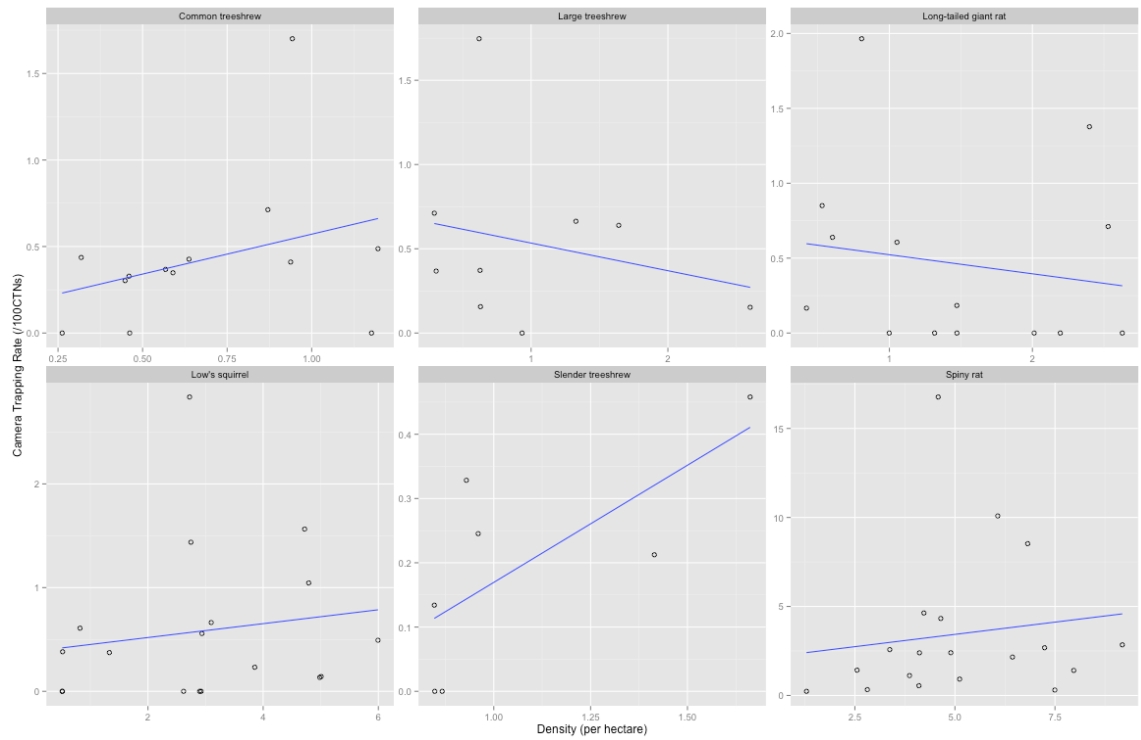 Common treeshrew
Large treeshrew
Long-tailed giant rat
1.5
1.0
0.5
0.0
0.25 0.50 0.75 1.00
1.5
1.0
0.5
0.0
1 2
2.0
1.5
1.0
0.5
0.0
1 2
Camera Trapping Rate (/100CTNs)
Low's squirrel
Slender treeshrew
Spiny rat
2
1
0
2 4 6
0.4
0.3
0.2
0.1
0.0
1.00 1.25 1.50
15
10
5
0
2.5 5.0 7.5
Density (per hectare)